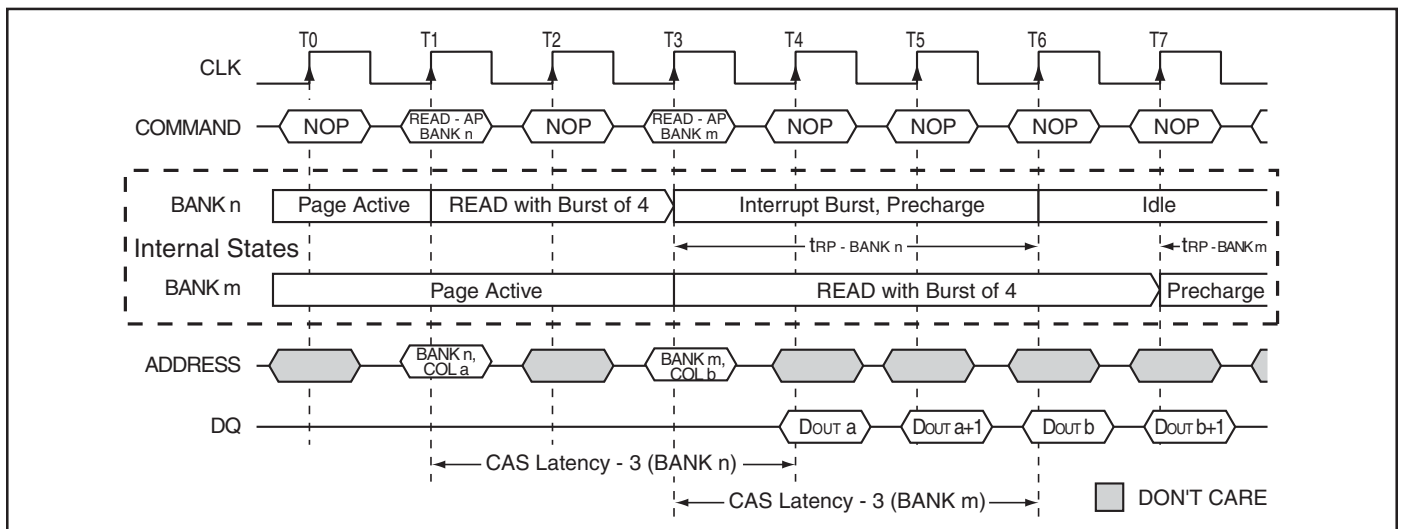 T0 T1 T2 T3 T4 T5 T6 T7
CLK
COMMAND NOP READ - AP BANK n NOP READ - AP BANK m NOP NOP NOP NOP
BANK n Page Active READ with Burst of 4 Interrupt Burst, Precharge Idle
Internal States tRP - BANK n tRP - BANK m
BANK m Page Active READ with Burst of 4 Precharge
ADDRESS BANK n, COL a BANK m, COL b
DQ DOUT a DOUT a+1 DOUT b DOUT b+1
CAS Latency - 3 (BANK n)
CAS Latency - 3 (BANK m) DON'T CARE